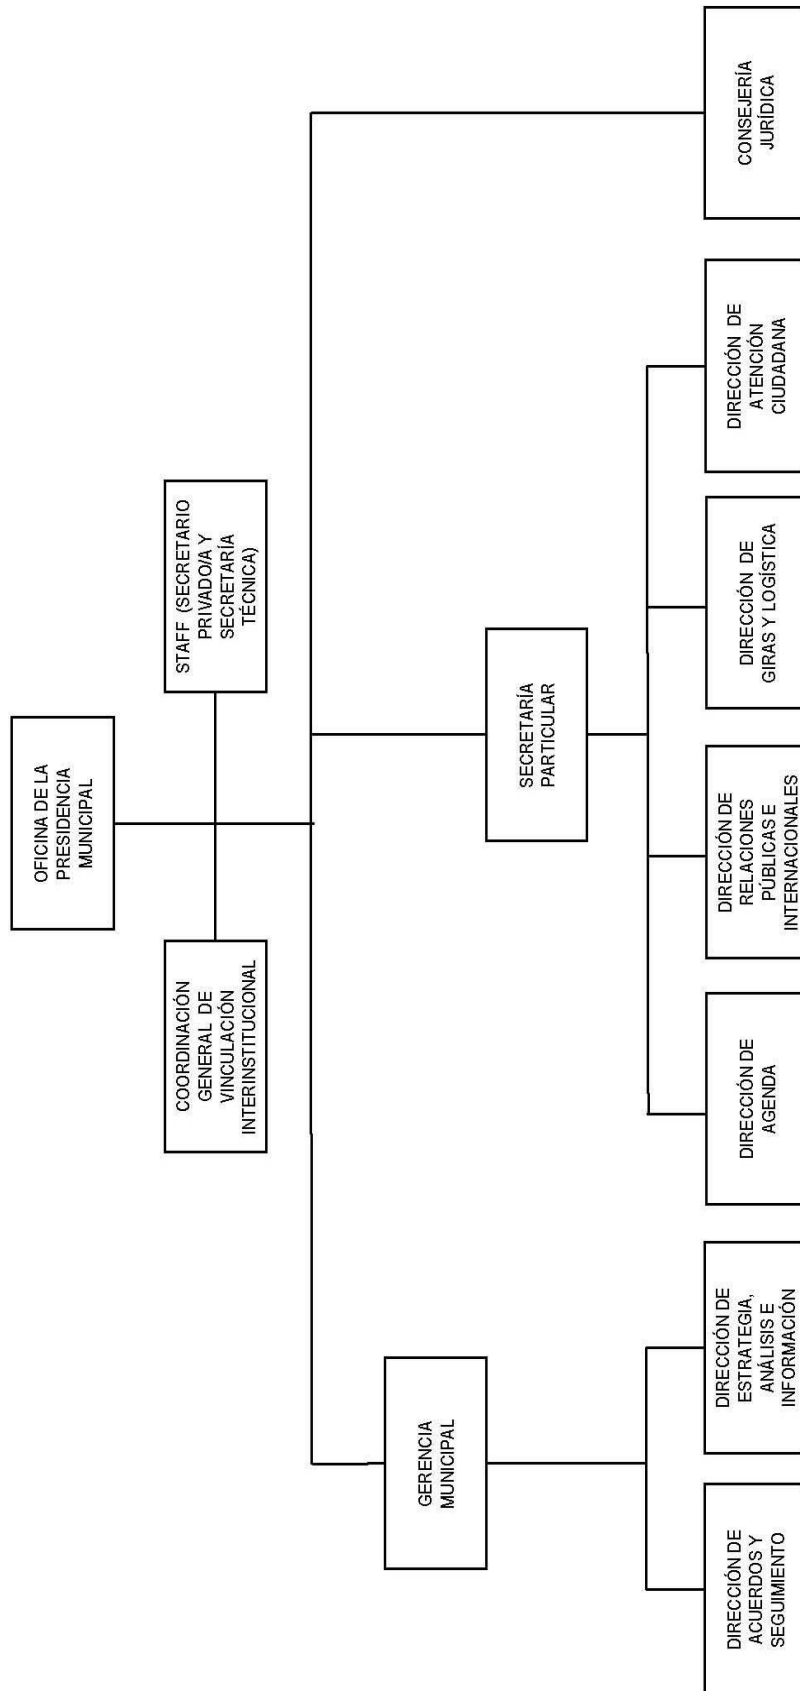 OFICINA DE LA
PRESIDENCIA
MUNICIPAL
COORDINACIÓN
GENERAL DE
VINCULACIÓN
INTERINSTITUCIONAL
STAFF (SECRETARIO
PRIVADO/A Y
SECRETARÍA
TÉCNICA)
GERENCIA
MUNICIPAL
SECRETARÍA
PARTICULAR
DIRECCIÓN DE
ACUERDOS Y
SEGUIMIENTO
DIRECCIÓN DE
ESTRATEGIA,
ANÁLISIS E
INFORMACIÓN
DIRECCIÓN DE
AGENDA
DIRECCIÓN DE
RELACIONES
PÚBLICAS E
INTERNACIONALES
DIRECCIÓN DE
GIRAS Y LOGÍSTICA
DIRECCIÓN DE
ATENCIÓN
CIUDADANA
CONSEJERÍA
JURÍDICA